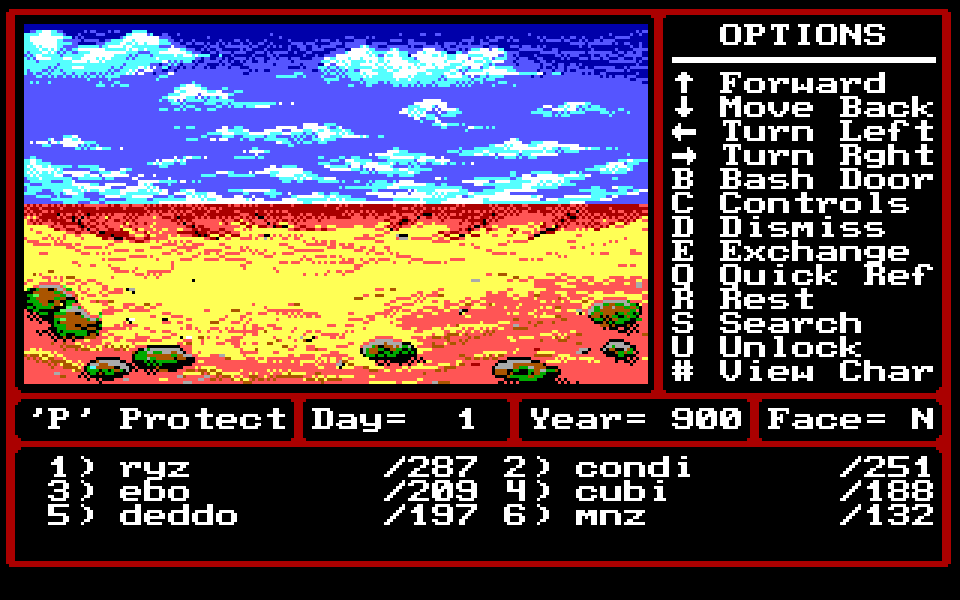 OPTIONS
↑ Forward
↓ Move Back
← Turn Left
→ Turn Rght
B Bash Door
C Controls
D Dismiss
E Exchange
Q Quick Ref
R Rest
S Search
U Unlock
# View Char
'P' Protect Day= 1 Year= 900 Face= N
1) ryz /287 2) condi /251
3) ebo /209 4) cubi /188
5) deddo /197 6) mnz /132